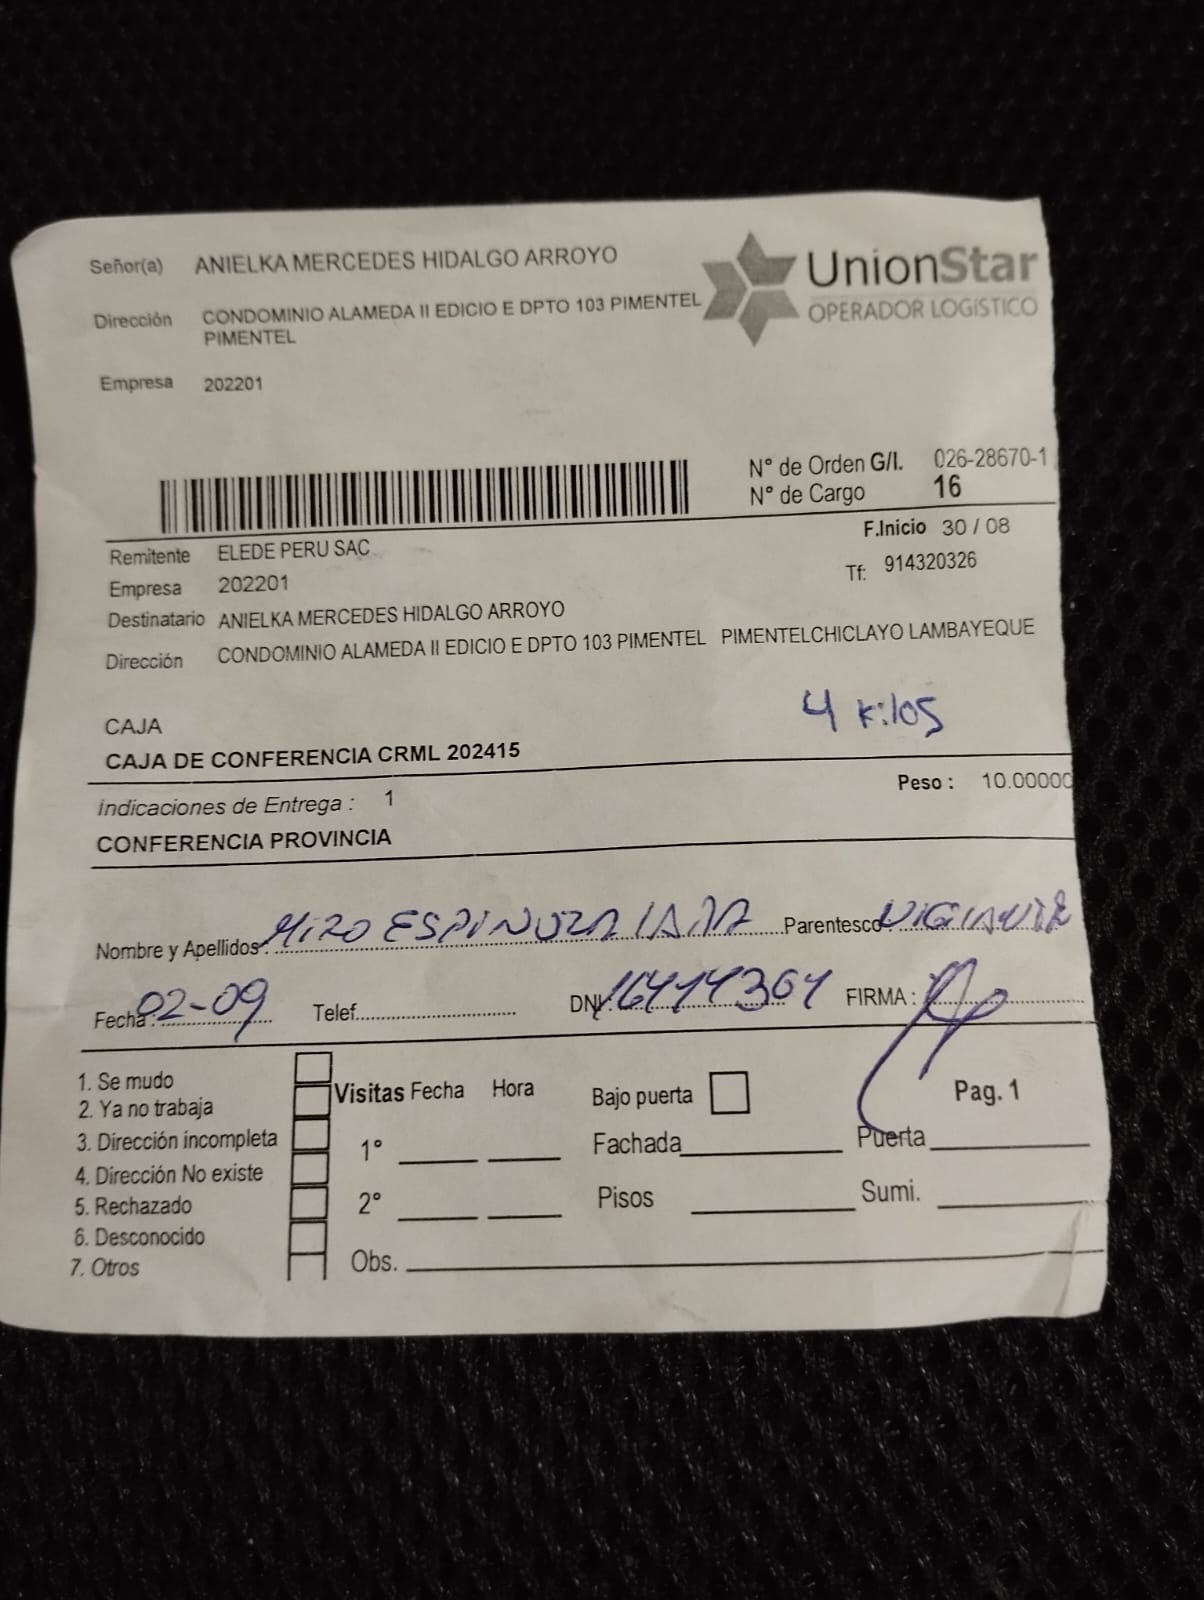 Señor(a) ANIELKA MERCEDES HIDALGO ARROYO
UnionStar
OPERADOR LOGÍSTICO
Dirección CONDOMINIO ALAMEDA II EDICIO E DPTO 103 PIMENTEL
PIMENTEL
Empresa 202201
N° de Orden G/I. 026-28670-1
N° de Cargo 16
F.Inicio 30 / 08
Remitente ELEDE PERU SAC
Tf: 914320326
Empresa 202201
Destinatario ANIELKA MERCEDES HIDALGO ARROYO
Dirección CONDOMINIO ALAMEDA II EDICIO E DPTO 103 PIMENTEL PIMENTELCHICLAYO LAMBAYEQUE
4 Kilos
CAJA
CAJA DE CONFERENCIA CRML 202415
Peso : 10.00000
Indicaciones de Entrega : 1
CONFERENCIA PROVINCIA
Nombre y Apellidos: ESPINOZA Parentesco
Fecha: 02-09 Telef. DNI: FIRMA:
1. Se mudo
2. Ya no trabaja
3. Dirección incompleta
4. Dirección No existe
5. Rechazado
6. Desconocido
7. Otros
Visitas Fecha Hora
1°
2°
Obs.
Bajo puerta
Fachada
Pisos
Pag. 1
Puerta
Sumi.